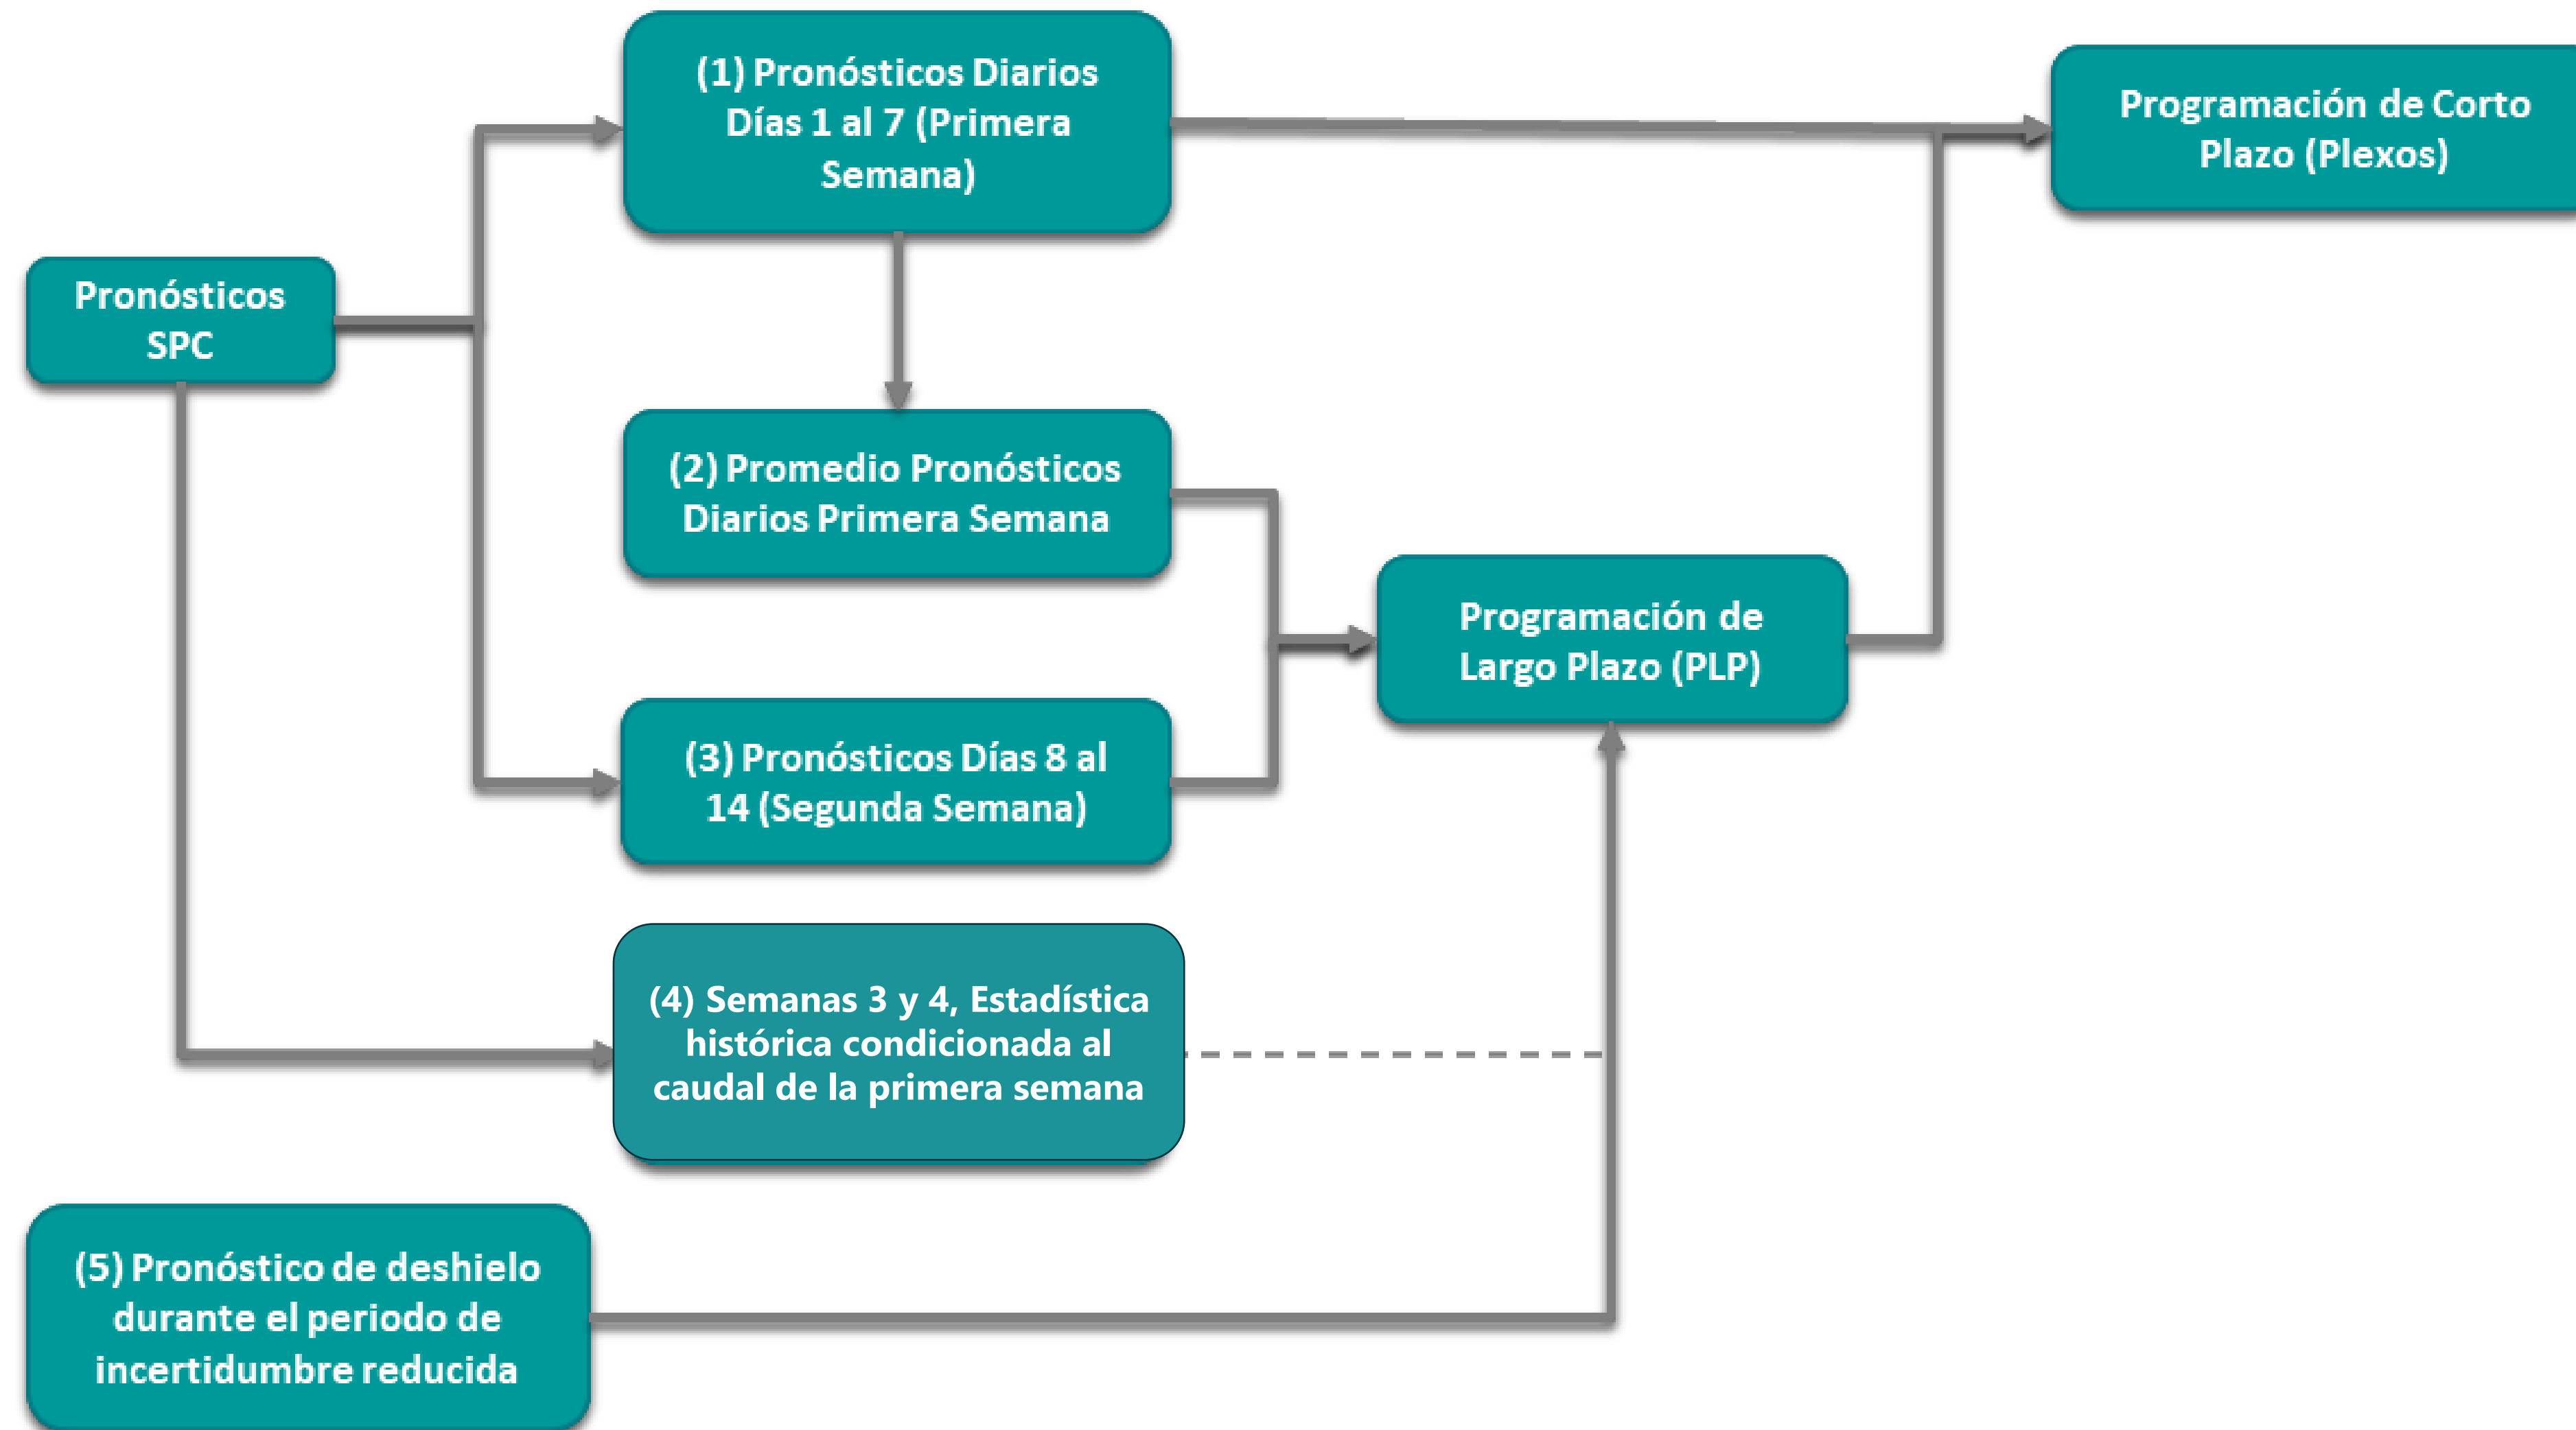 (1) Pronósticos Diarios
Días 1 al 7 (Primera
Semana)
Programación de Corto
Plazo (Plexos)
Pronósticos
SPC
(2) Promedio Pronósticos
Diarios Primera Semana
Programación de
Largo Plazo (PLP)
(3) Pronósticos Días 8 al
14 (Segunda Semana)
(4) Semanas 3 y 4, Estadística
histórica condicionada al
caudal de la primera semana
(5) Pronóstico de deshielo
durante el periodo de
incertidumbre reducida